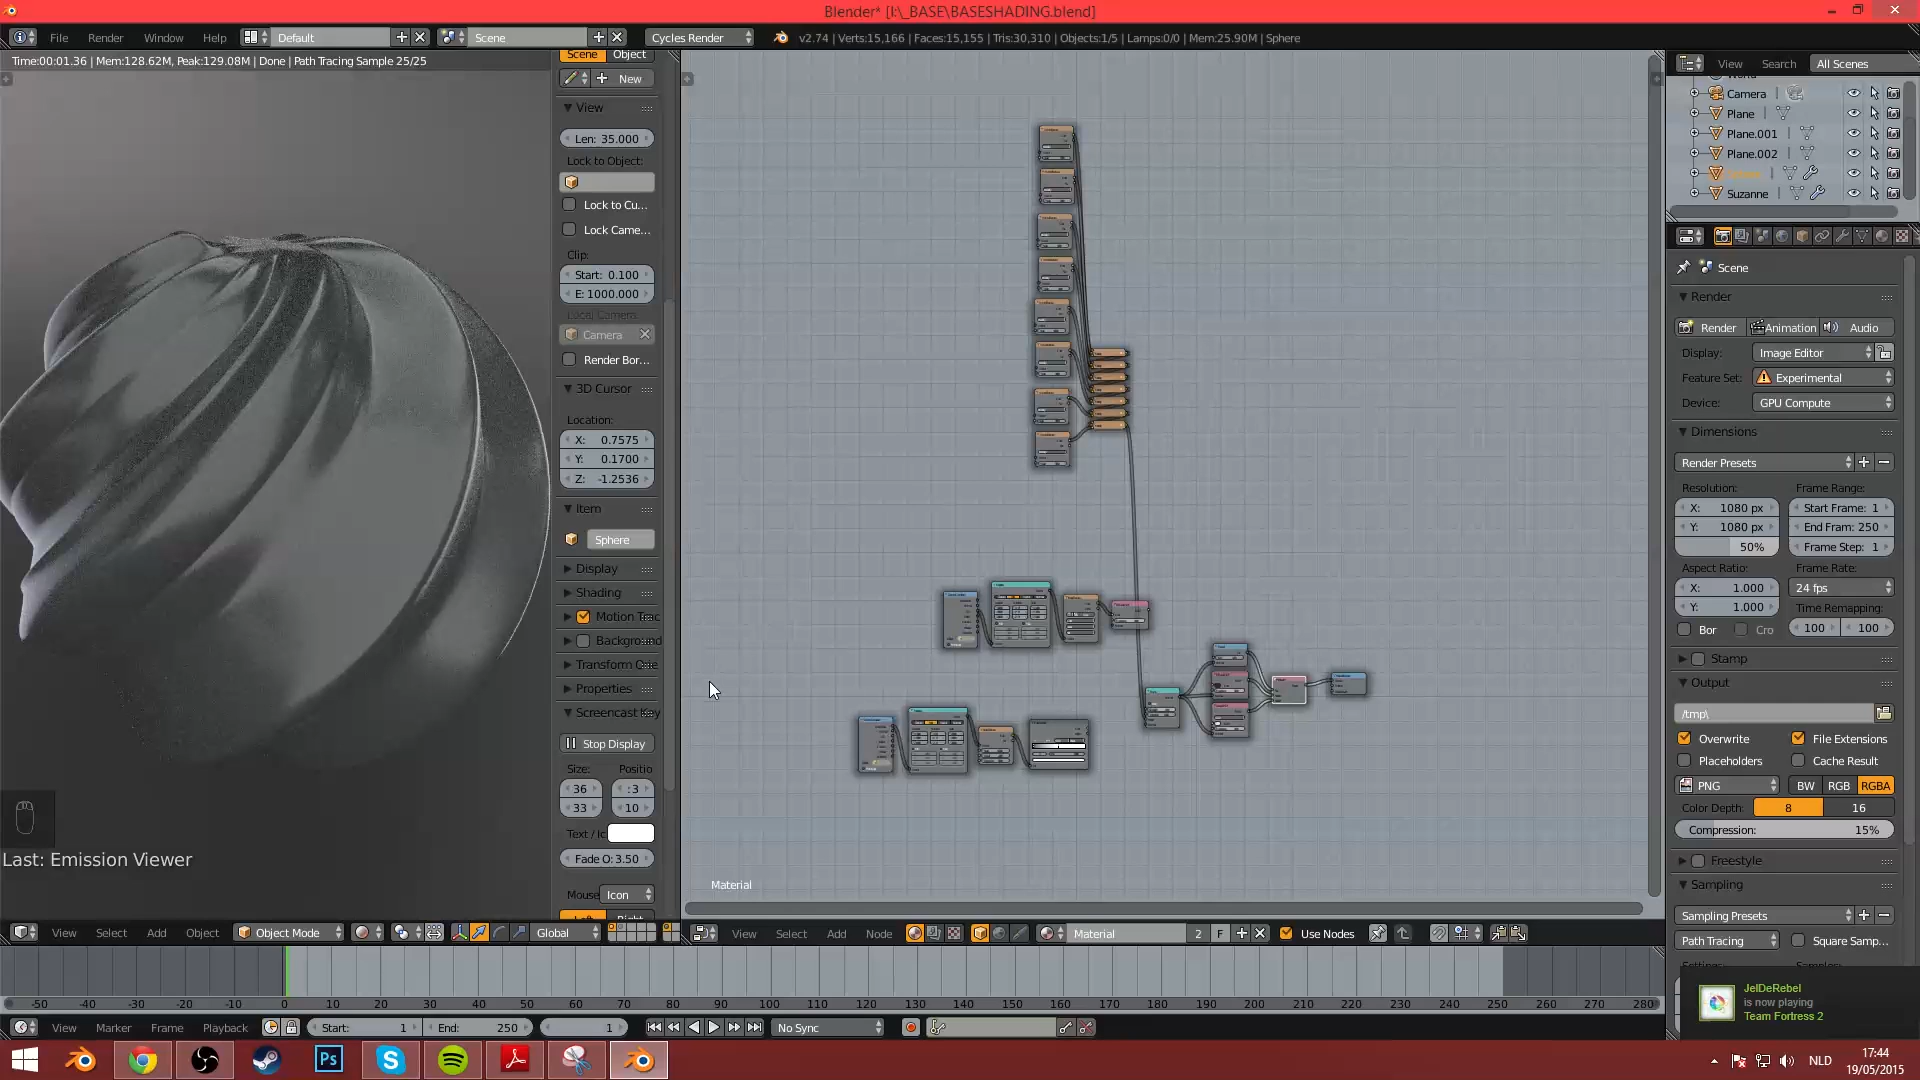 Blender* [I:\_BASE\BASESHADING.blend]
File Render Window Help Default Scene Cycles Render v2.74 | Verts:15,166 | Faces:15,155 | Tris:30,310 | Objects:1/5 | Lamps:0/0 | Mem:25.90M | Sphere
Time:00:01.36 | Mem:128.62M, Peak:129.08M | Done | Path Tracing Sample 25/25
Scene Object
New
View
Len: 35.000
Lock to Object:
Lock to Cu...
Lock Came...
Clip:
Start: 0.100
E: 1000.000
Local Camera:
Camera
Render Bor...
3D Cursor
Location:
X: 0.7575
Y: 0.1700
Z: -1.2536
Item
Sphere
Display
Shading
Motion Trac
Background
Transform O
Properties
Screencast Key
Stop Display
Size: Positio
36 :3
33 10
Text / Ic
Fade O: 3.50
Mouse Icon
Last: Emission Viewer
Material
View Select Add Object Object Mode Global
View Select Add Node Material 2 F Use Nodes
-50 -40 -30 -20 -10 0 10 20 30 40 50 60 70 80 90 100 110 120 130 140 150 160 170 180 190 200 210 220 230 240 250 260 270 280
View Marker Frame Playback Start: 1 End: 250 1 No Sync
View Search All Scenes
Camera
Plane
Plane.001
Plane.002
Suzanne
Scene
Render
Render Animation Audio
Display: Image Editor
Feature Set: Experimental
Device: GPU Compute
Dimensions
Render Presets
Resolution: Frame Range:
X: 1080 px Start Frame: 1
Y: 1080 px End Fram: 250
50% Frame Step: 1
Aspect Ratio: Frame Rate:
X: 1.000 24 fps
Y: 1.000 Time Remapping:
Bor Cro 100 100
Stamp
Output
/tmp\
Overwrite File Extensions
Placeholders Cache Result
PNG BW RGB RGBA
Color Depth: 8 16
Compression: 15%
Freestyle
Sampling
Sampling Presets
Path Tracing Square Samp...
JelDeRebel
is now playing
Team Fortress 2
Ps
NLD 17:44
19/05/2015